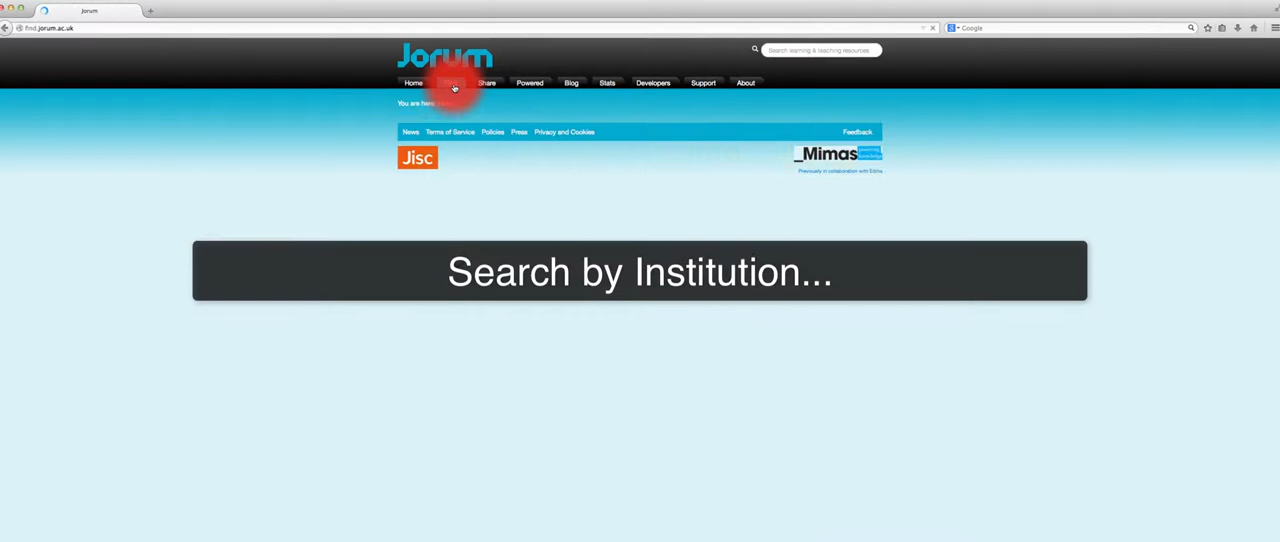 Jorum
find.jorum.ac.uk
Google
Jorum
Search learning & teaching resources
Home Share Powered Blog Stats Developers Support About
You are here
News Terms of Service Policies Press Privacy and Cookies Feedback
Jisc
_Mimas
Previously in collaboration with Edina
Search by Institution...